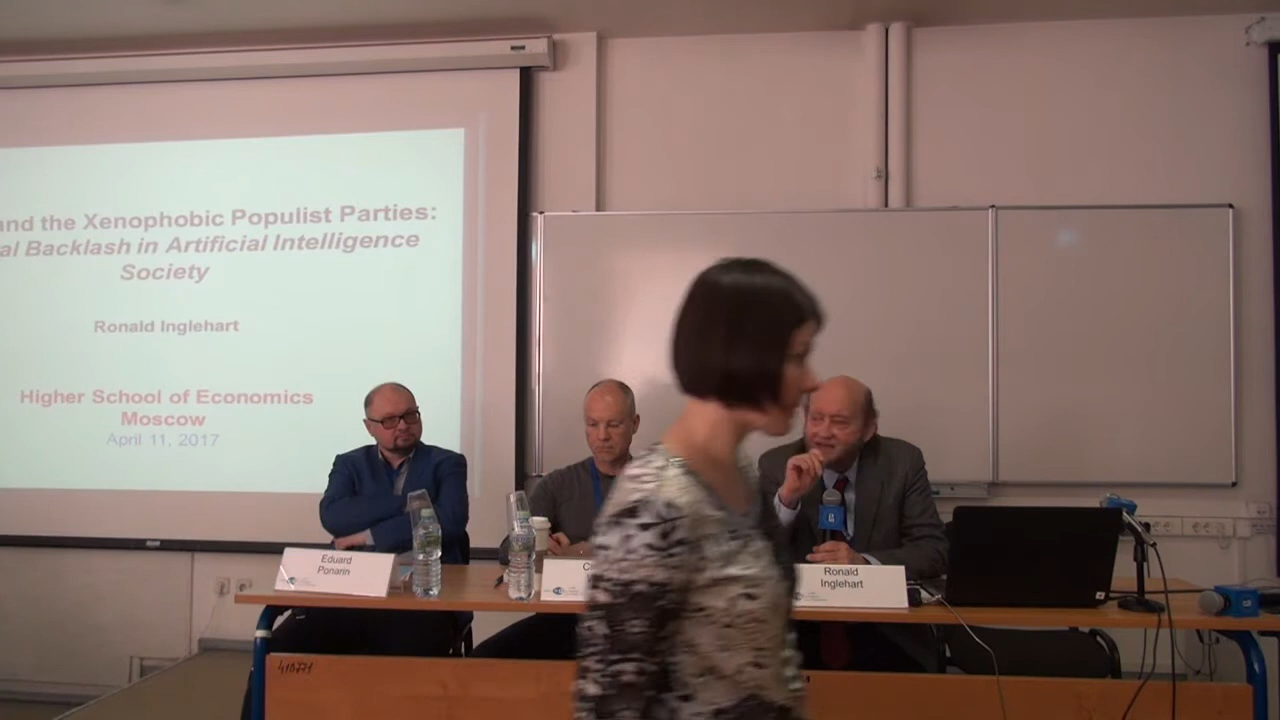 and the Xenophobic Populist Parties:
al Backlash in Artificial Intelligence
Society
Ronald Inglehart
Higher School of Economics
Moscow
April 11, 2017
Eduard
Ponarin
C
Ronald
Inglehart
410771